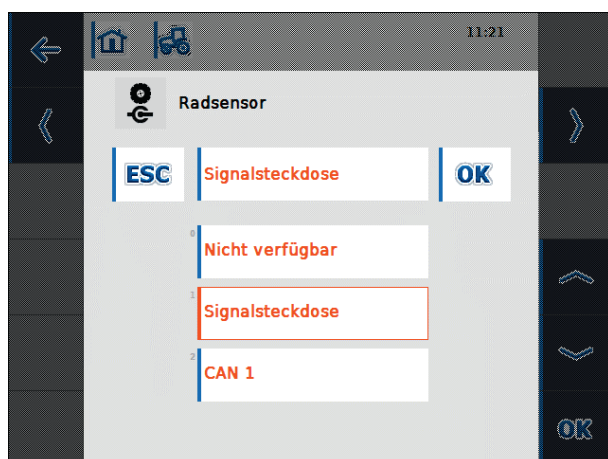 11:21
Radsensor
ESC
Signalsteckdose
OK
0
Nicht verfügbar
1
Signalsteckdose
2
CAN 1
OK